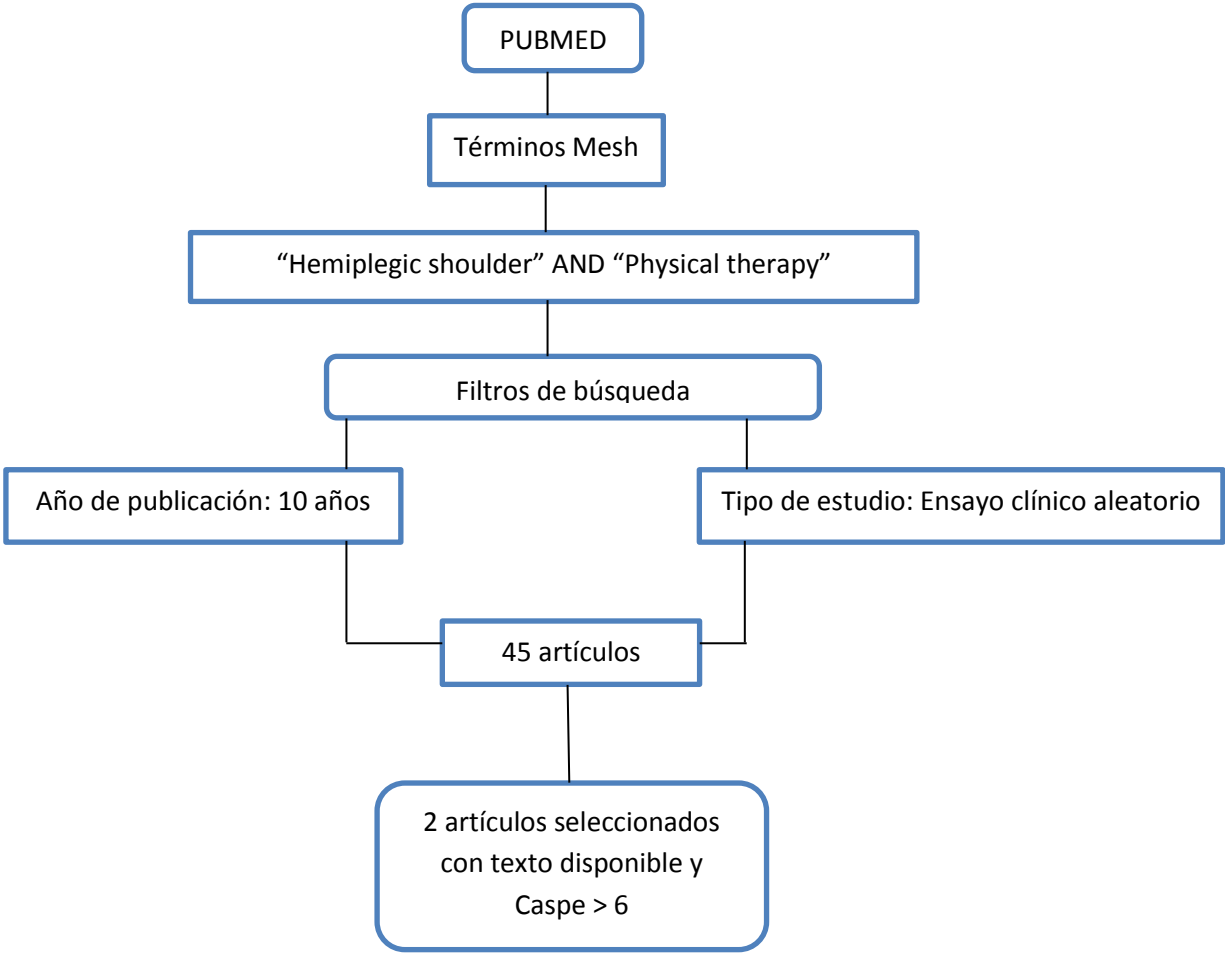 PUBMED
Términos Mesh
“Hemiplegic shoulder” AND “Physical therapy”
Filtros de búsqueda
Año de publicación: 10 años
Tipo de estudio: Ensayo clínico aleatorio
45 artículos
2 artículos seleccionados
con texto disponible y
Caspe > 6